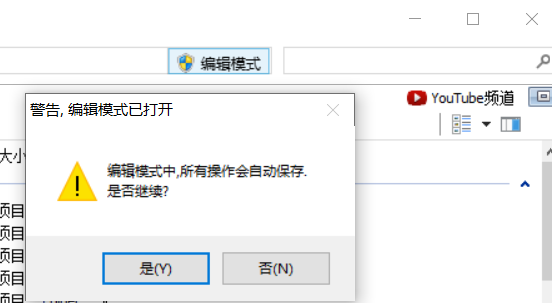 编辑模式
YouTube频道
警告, 编辑模式已打开
大小
编辑模式中,所有操作会自动保存.
是否继续?
项目
项目
项目
项目
是(Y)
否(N)